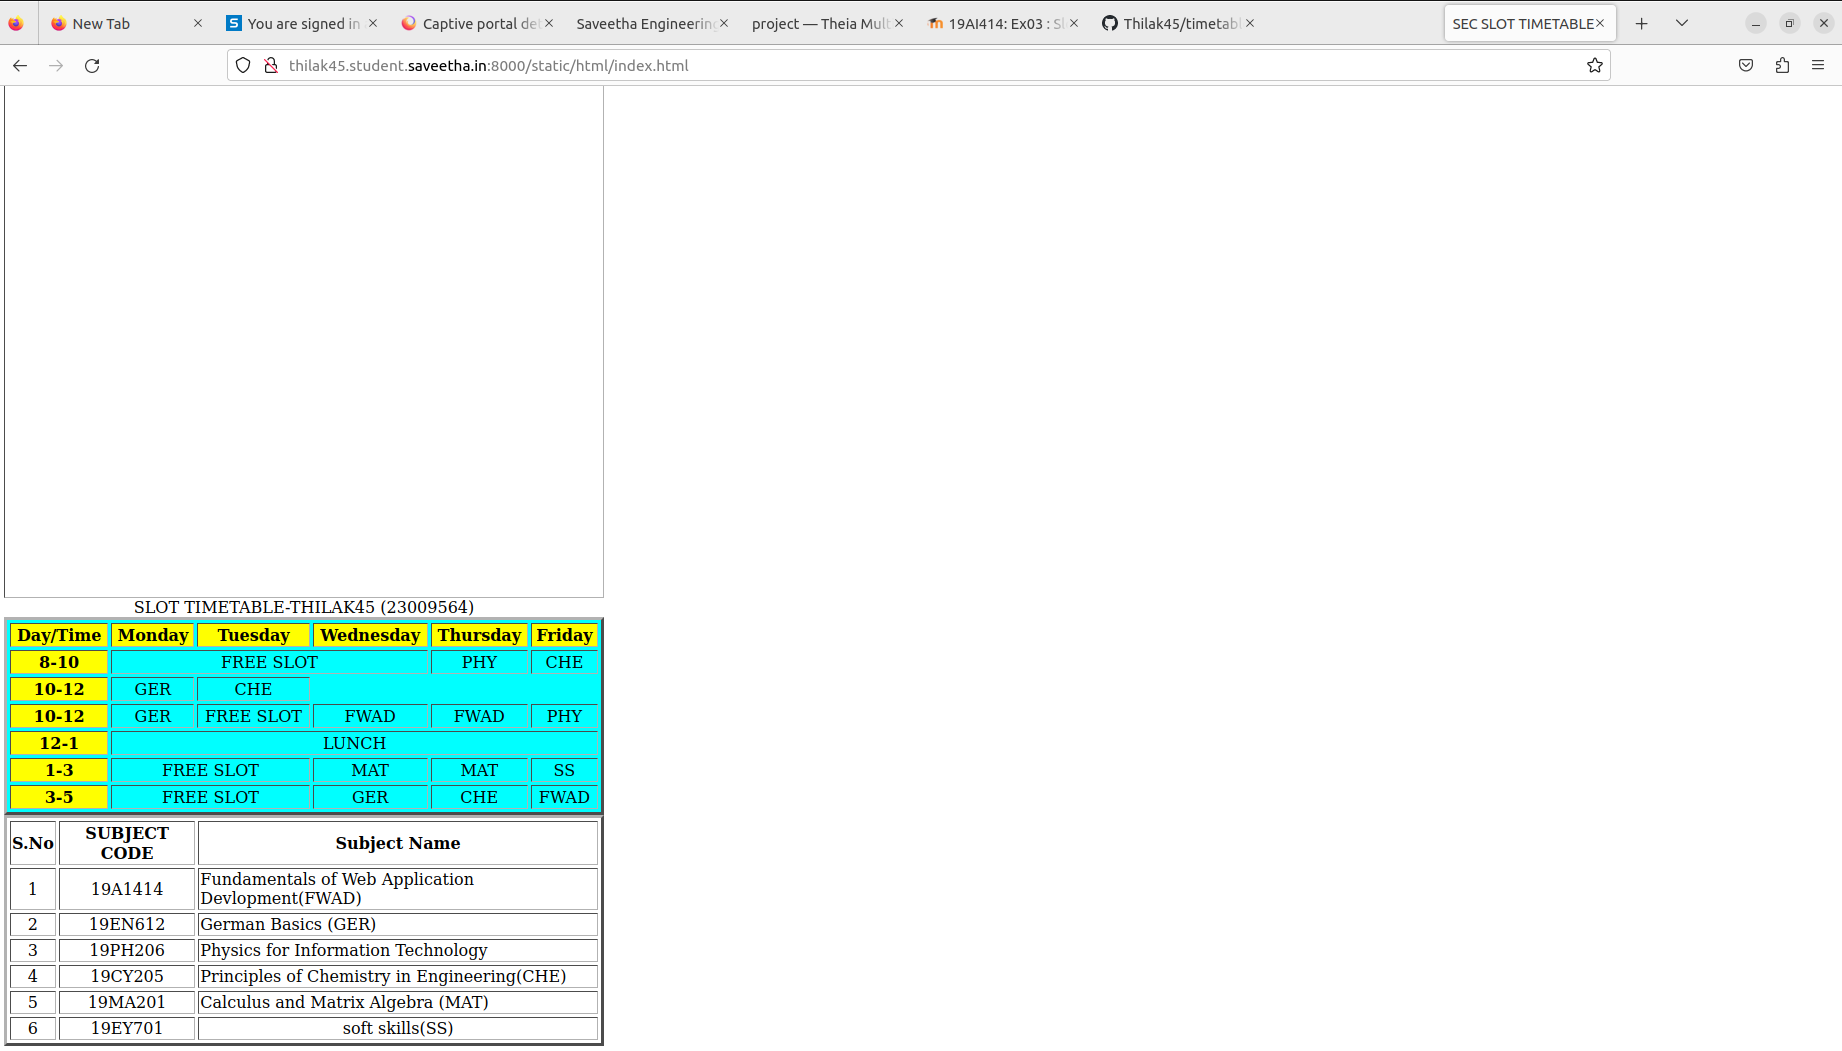 New Tab
You are signed in
Captive portal det
Saveetha Engineering
project — Theia Mult
19AI414: Ex03 : Sl
Thilak45/timetabl
SEC SLOT TIMETABLE
thilak45.student.saveetha.in:8000/static/html/index.html
SLOT TIMETABLE-THILAK45 (23009564)
Day/Time Monday Tuesday Wednesday Thursday Friday
8-10 FREE SLOT PHY CHE
10-12 GER CHE
10-12 GER FREE SLOT FWAD FWAD PHY
12-1 LUNCH
1-3 FREE SLOT MAT MAT SS
3-5 FREE SLOT GER CHE FWAD
S.No SUBJECT CODE Subject Name
1 19A1414 Fundamentals of Web Application
Devlopment(FWAD)
2 19EN612 German Basics (GER)
3 19PH206 Physics for Information Technology
4 19CY205 Principles of Chemistry in Engineering(CHE)
5 19MA201 Calculus and Matrix Algebra (MAT)
6 19EY701 soft skills(SS)